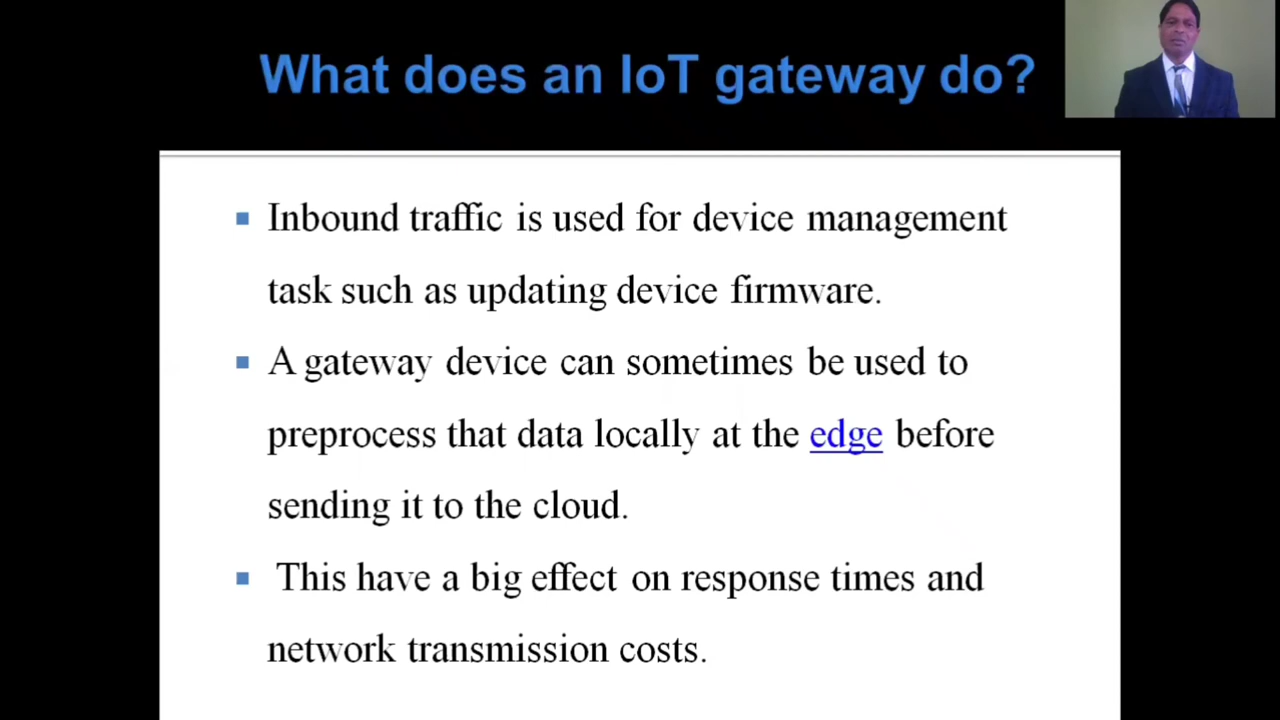 What does an IoT gateway do?
Inbound traffic is used for device management
task such as updating device firmware.
A gateway device can sometimes be used to
preprocess that data locally at the edge before
sending it to the cloud.
This have a big effect on response times and
network transmission costs.